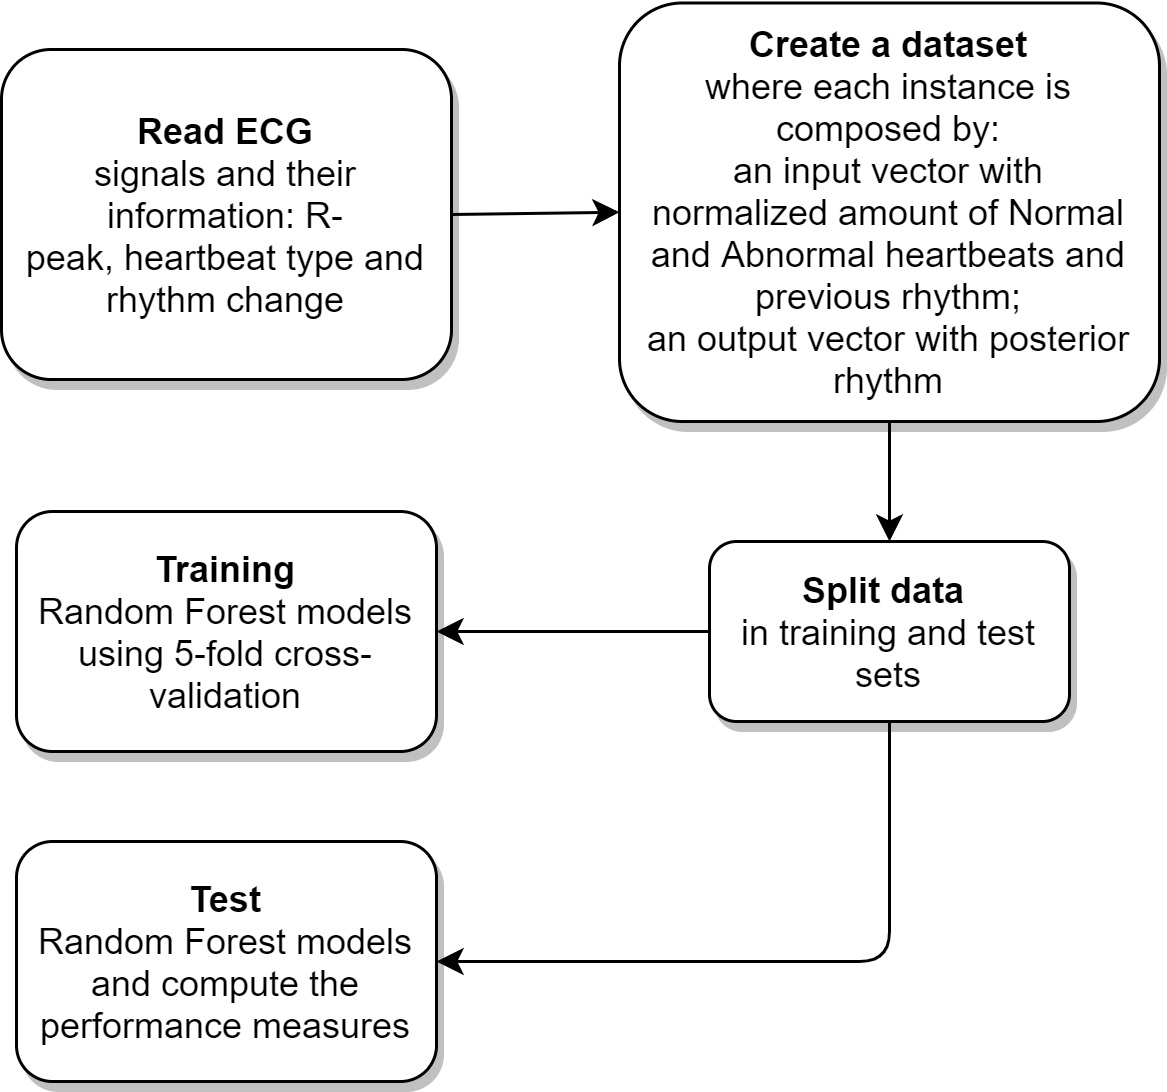 Read ECG
signals and their
information: R-
peak, heartbeat type and
rhythm change
Create a dataset
where each instance is
composed by:
an input vector with
normalized amount of Normal
and Abnormal heartbeats and
previous rhythm;
an output vector with posterior
rhythm
Split data
in training and test
sets
Training
Random Forest models
using 5-fold cross-
validation
Test
Random Forest models
and compute the
performance measures